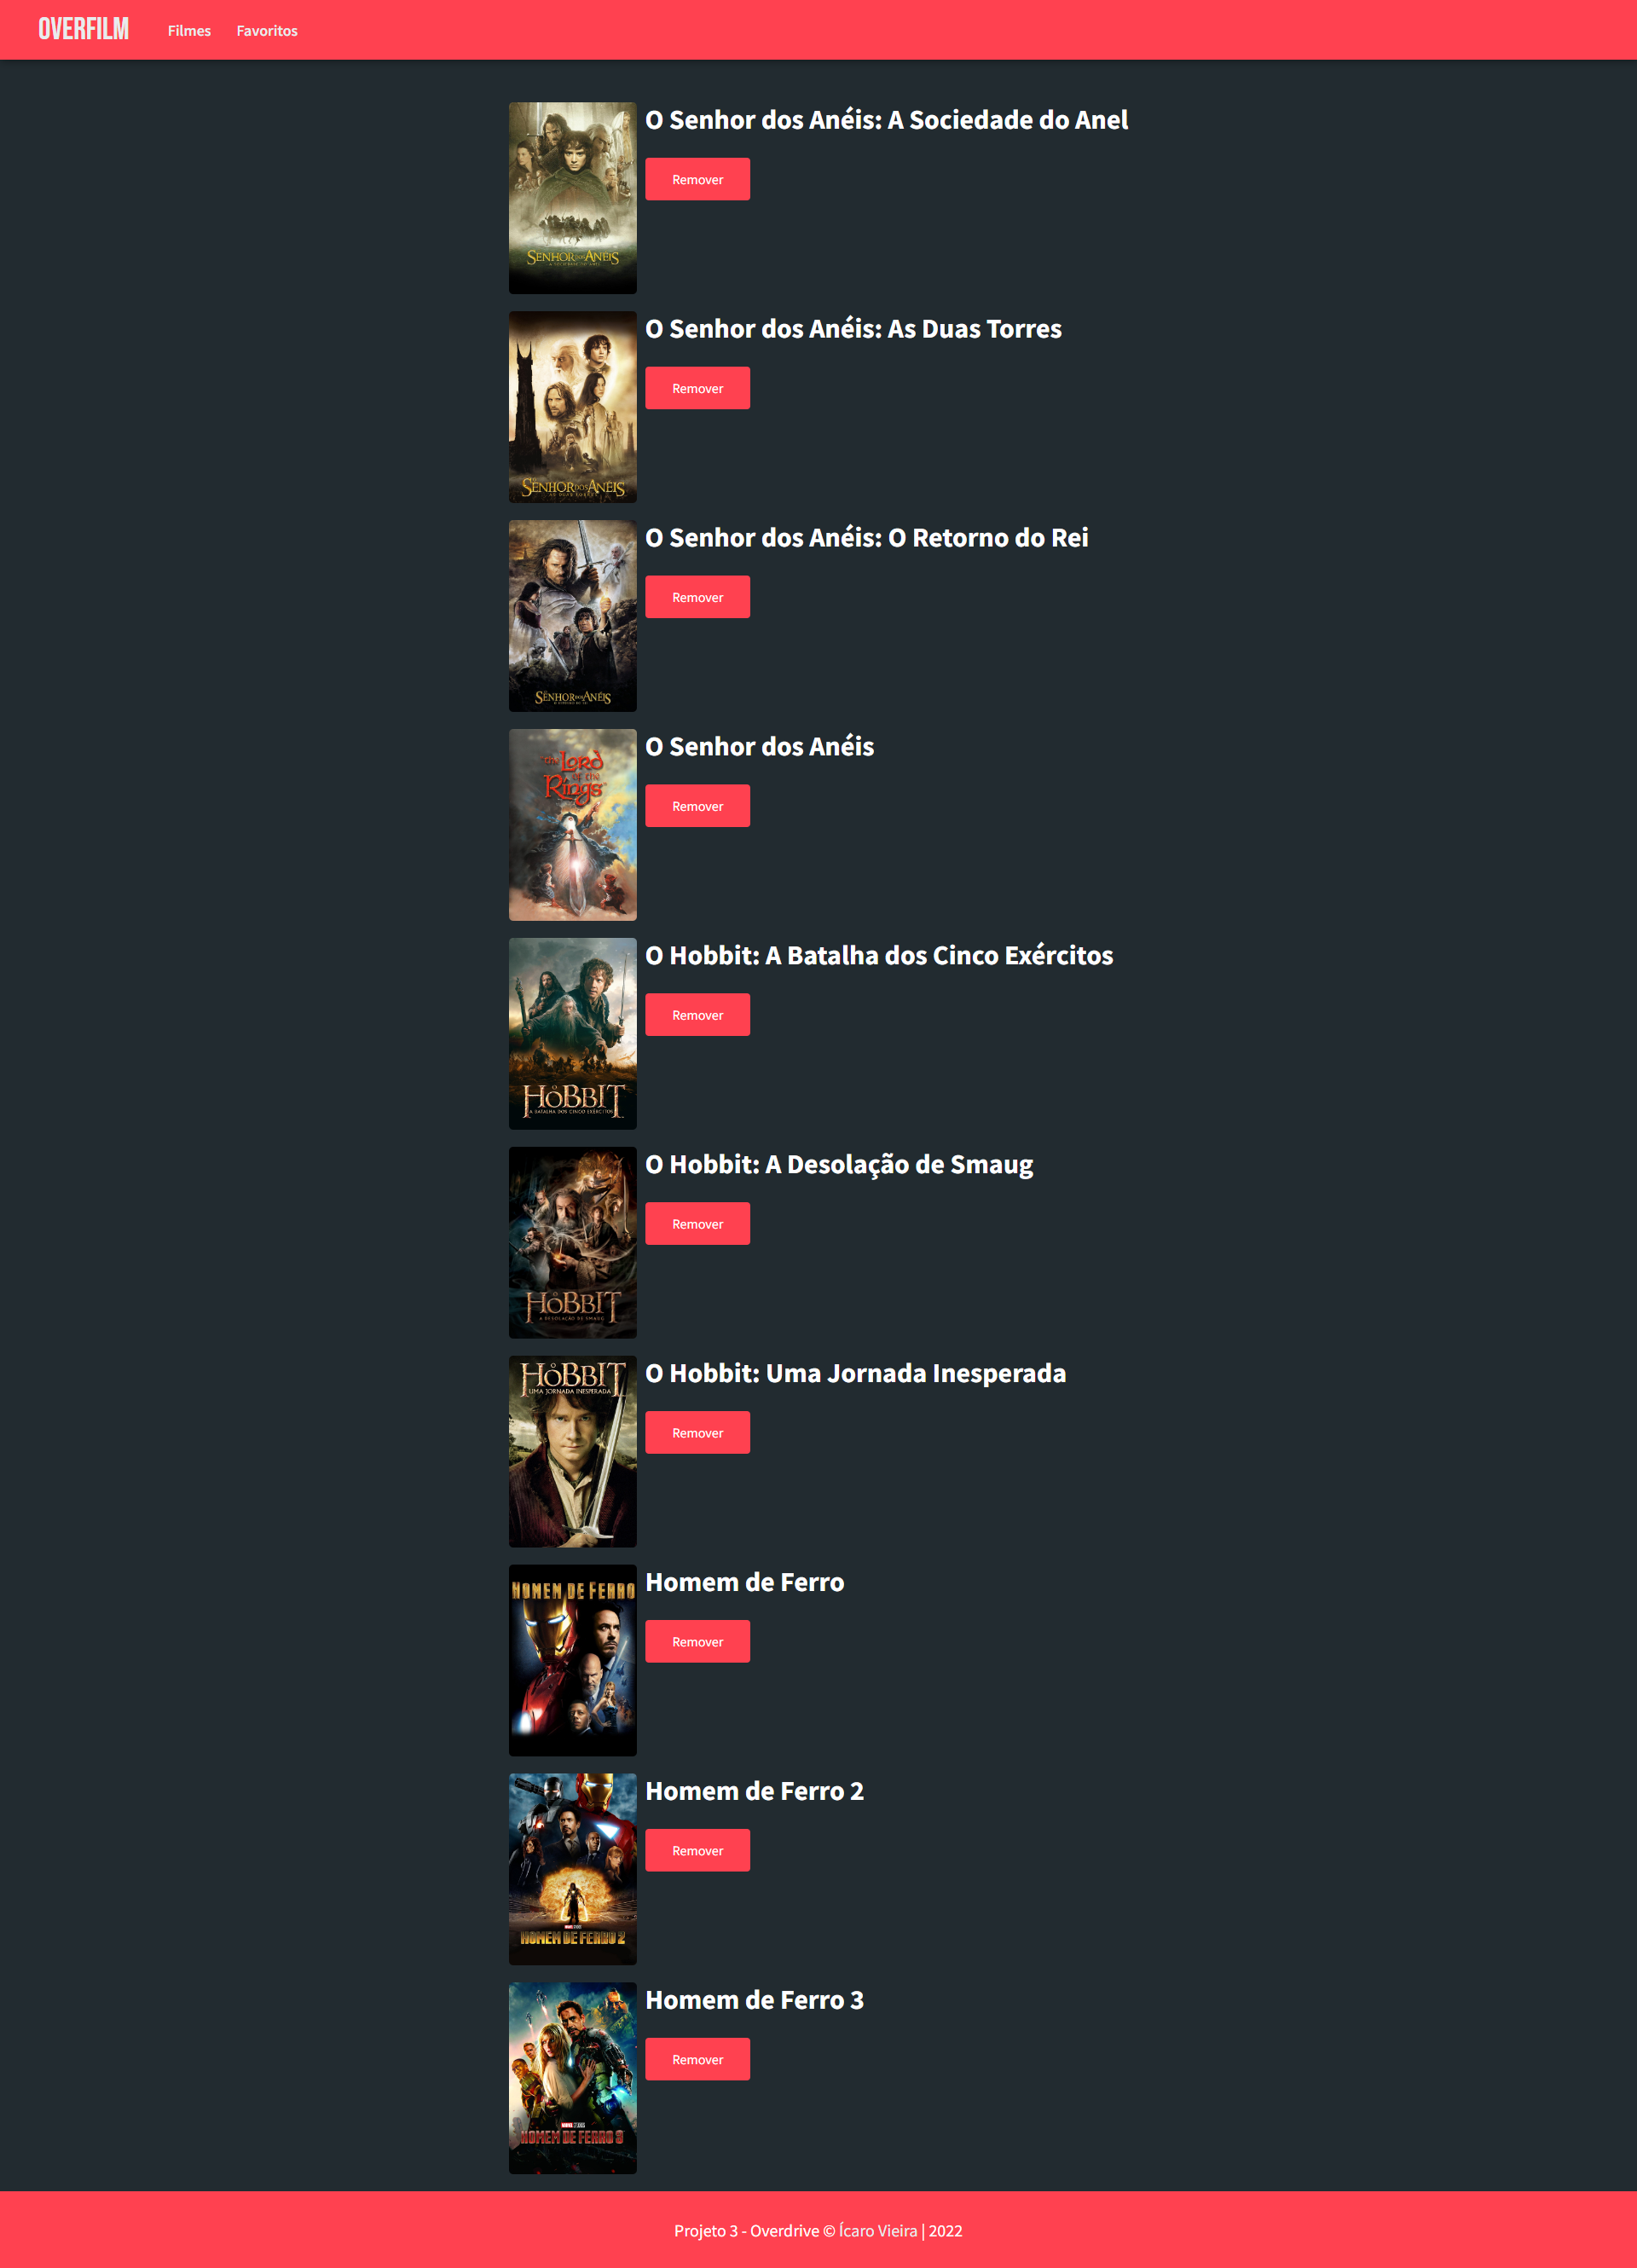 OVERFILM
Filmes
Favoritos
O Senhor dos Anéis: A Sociedade do Anel
Remover
SENHOR DOS ANÉIS
O Senhor dos Anéis: As Duas Torres
Remover
O SENHOR DOS ANÉIS
AS DUAS TORRES
O Senhor dos Anéis: O Retorno do Rei
Remover
O SENHOR DOS ANÉIS
O Senhor dos Anéis
Remover
the Lord
of the
Rings
O Hobbit: A Batalha dos Cinco Exércitos
Remover
O HOBBIT
A BATALHA DOS CINCO EXÉRCITOS
O Hobbit: A Desolação de Smaug
Remover
O HOBBIT
A DESOLAÇÃO DE SMAUG
O Hobbit: Uma Jornada Inesperada
Remover
O HOBBIT
UMA JORNADA INESPERADA
Homem de Ferro
Remover
HOMEM DE FERRO
Homem de Ferro 2
Remover
HOMEM DE FERRO 2
Homem de Ferro 3
Remover
MARVEL STUDIOS
HOMEM DE FERRO 3
Projeto 3 - Overdrive © Ícaro Vieira | 2022